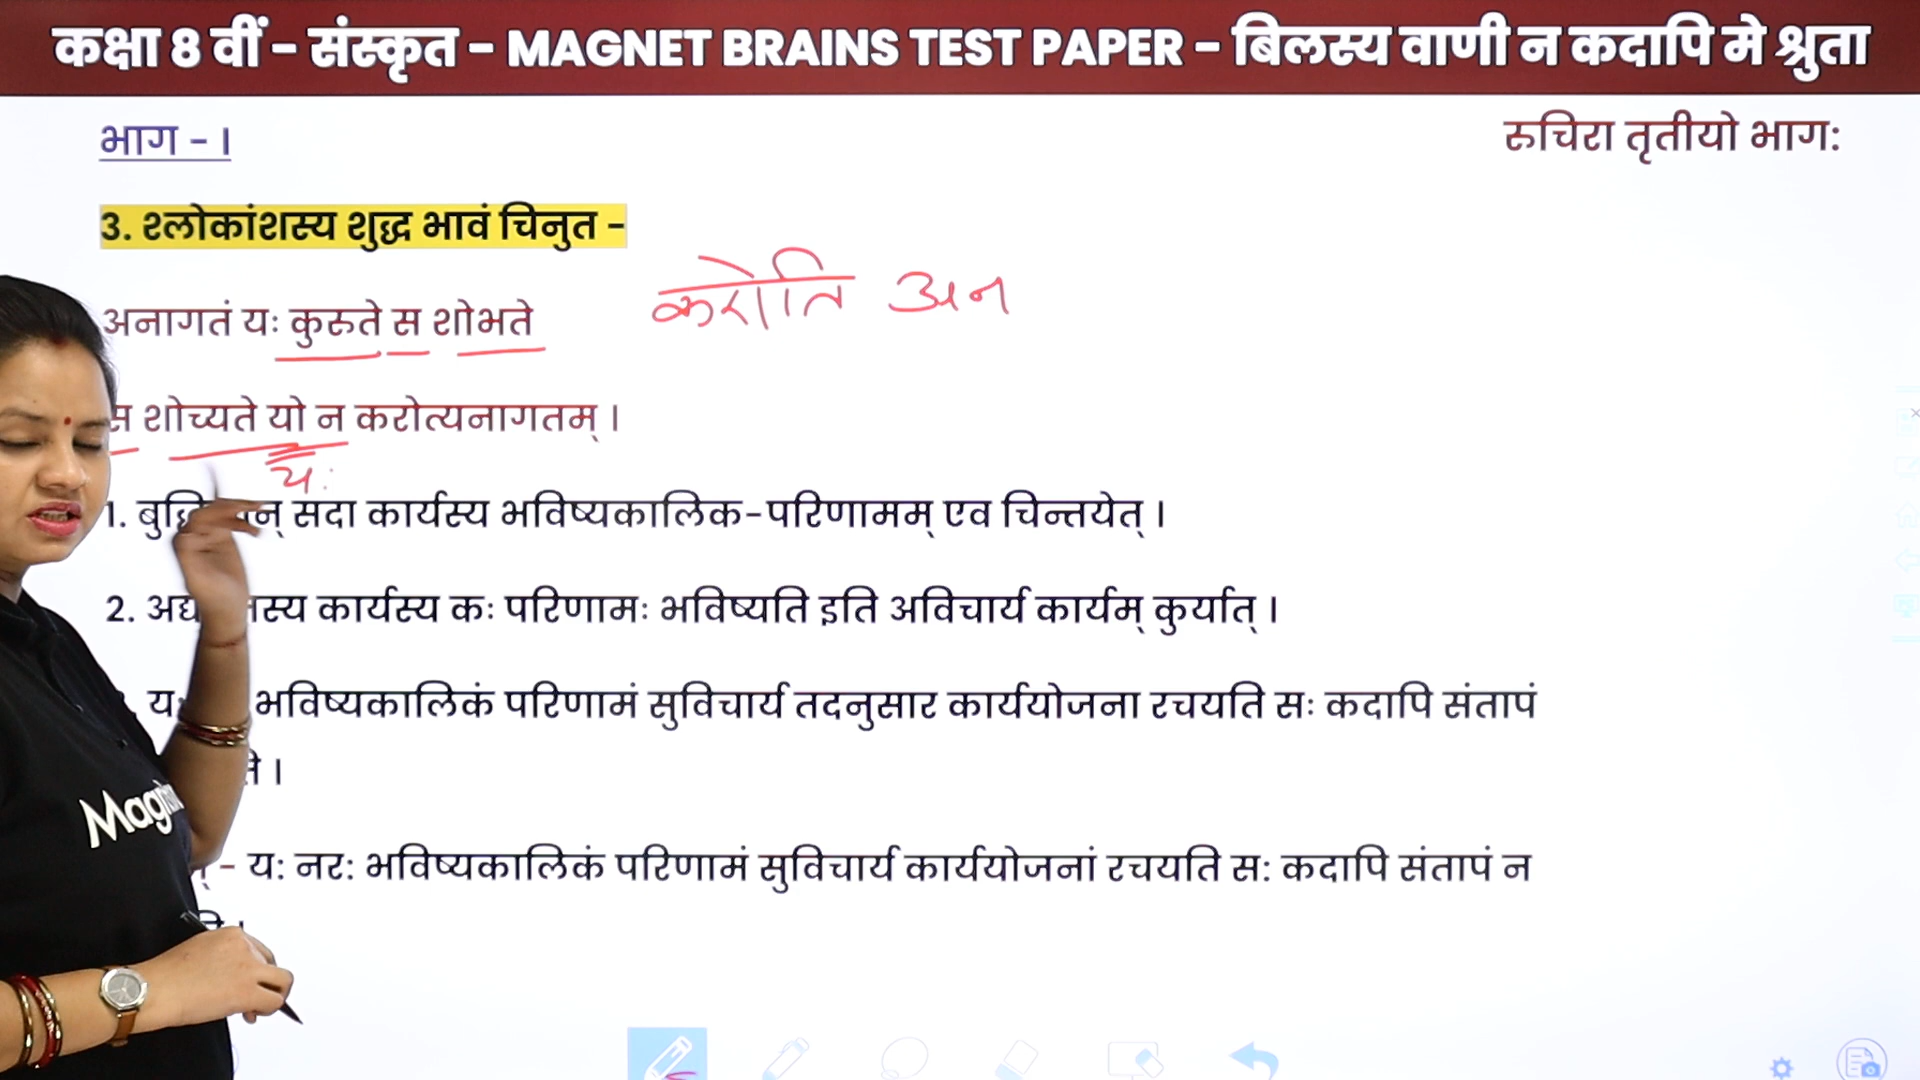 कक्षा 8 वीं - संस्कृत - MAGNET BRAINS TEST PAPER - बिलस्य वाणी न कदापि मे श्रुता
भाग - I
रुचिरा तृतीयो भाग:
3. श्लोकांशस्य शुद्ध भावं चिनुत -
करोति अन
अनागतं यः कुरुते स शोभते
स शोच्यते यो न करोत्यनागतम् ।
यः
1. सदा कार्यस्य भविष्यकालिक-परिणामम् एव चिन्तयेत् ।
2. कार्यस्य कः परिणामः भविष्यति इति अविचार्य कार्यम् कुर्यात् ।
भविष्यकालिकं परिणामं सुविचार्य तदनुसार कार्ययोजना रचयति सः कदापि संतापं
- यः नरः भविष्यकालिकं परिणामं सुविचार्य कार्ययोजनां रचयति सः कदापि संतापं न